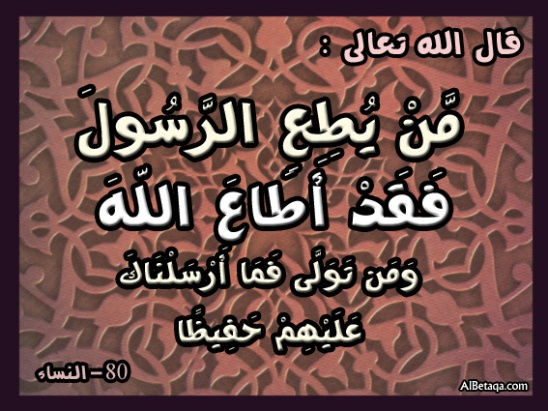 قال الله تعالى :
مَّنْ يُطِعِ الرَّسُولَ
فَقَدْ أَطَاعَ اللّهَ
وَمَن تَوَلَّى فَمَا أَرْسَلْنَاكَ
عَلَيْهِمْ حَفِيظًا
80 – النساء
AlBetaqa.com